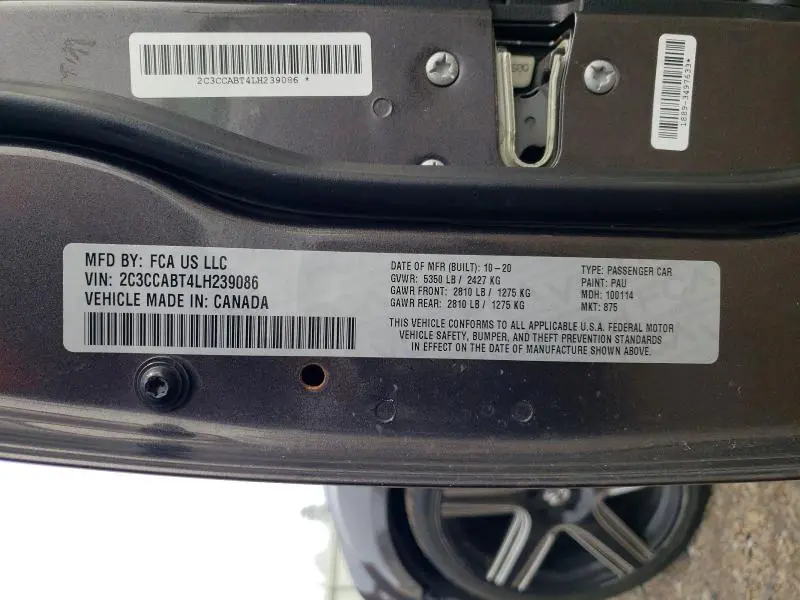 2C3CCABT4LH239086 *
1889-3497633*
MFD BY: FCA US LLC
VIN: 2C3CCABT4LH239086
VEHICLE MADE IN: CANADA
DATE OF MFR (BUILT): 10-20
GVWR: 5350 LB / 2427 KG
GAWR FRONT: 2810 LB / 1275 KG
GAWR REAR: 2810 LB / 1275 KG
TYPE: PASSENGER CAR
PAINT: PAU
MDH: 100114
MKT: 875
THIS VEHICLE CONFORMS TO ALL APPLICABLE U.S.A. FEDERAL MOTOR
VEHICLE SAFETY, BUMPER, AND THEFT PREVENTION STANDARDS
IN EFFECT ON THE DATE OF MANUFACTURE SHOWN ABOVE.